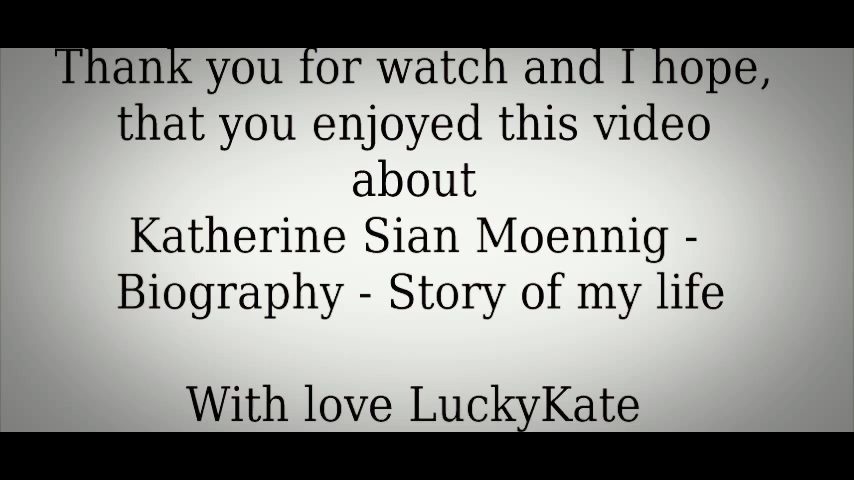 Thank you for watch and I hope,
that you enjoyed this video
about
Katherine Sian Moennig -
Biography - Story of my life
With love LuckyKate